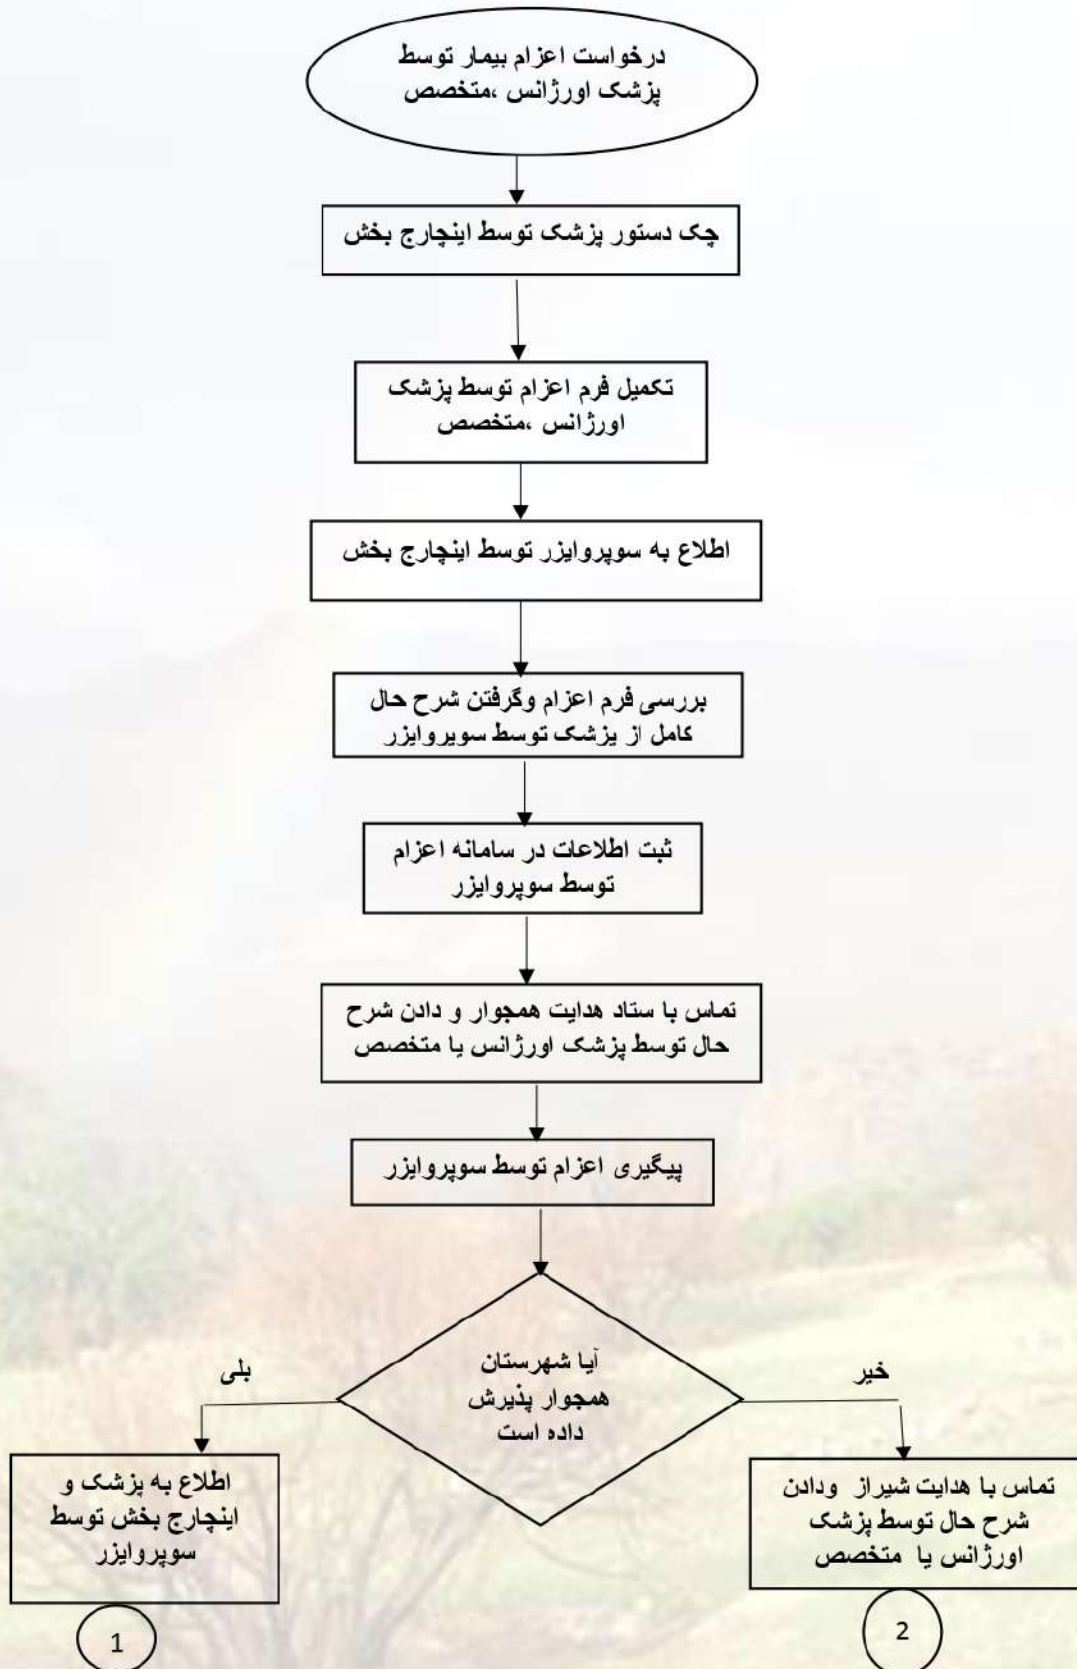 درخواست اعزام بیمار توسط
پزشک اورژانس ،متخصص
چک دستور پزشک توسط اینچارج بخش
تکمیل فرم اعزام توسط پزشک
اورژانس ،متخصص
اطلاع به سوپروایزر توسط اینچارج بخش
بررسی فرم اعزام وگرفتن شرح حال
کامل از پزشک توسط سوپروایزر
ثبت اطلاعات در سامانه اعزام
توسط سوپروایزر
تماس با ستاد هدایت همجوار و دادن شرح
حال توسط پزشک اورژانس یا متخصص
پیگیری اعزام توسط سوپروایزر
آیا شهرستان
همجوار پذیرش
داده است
خیر
بلی
تماس با هدایت شیراز ودادن
شرح حال توسط پزشک
اورژانس یا متخصص
2
اطلاع به پزشک و
اینچارج بخش توسط
سوپروایزر
1